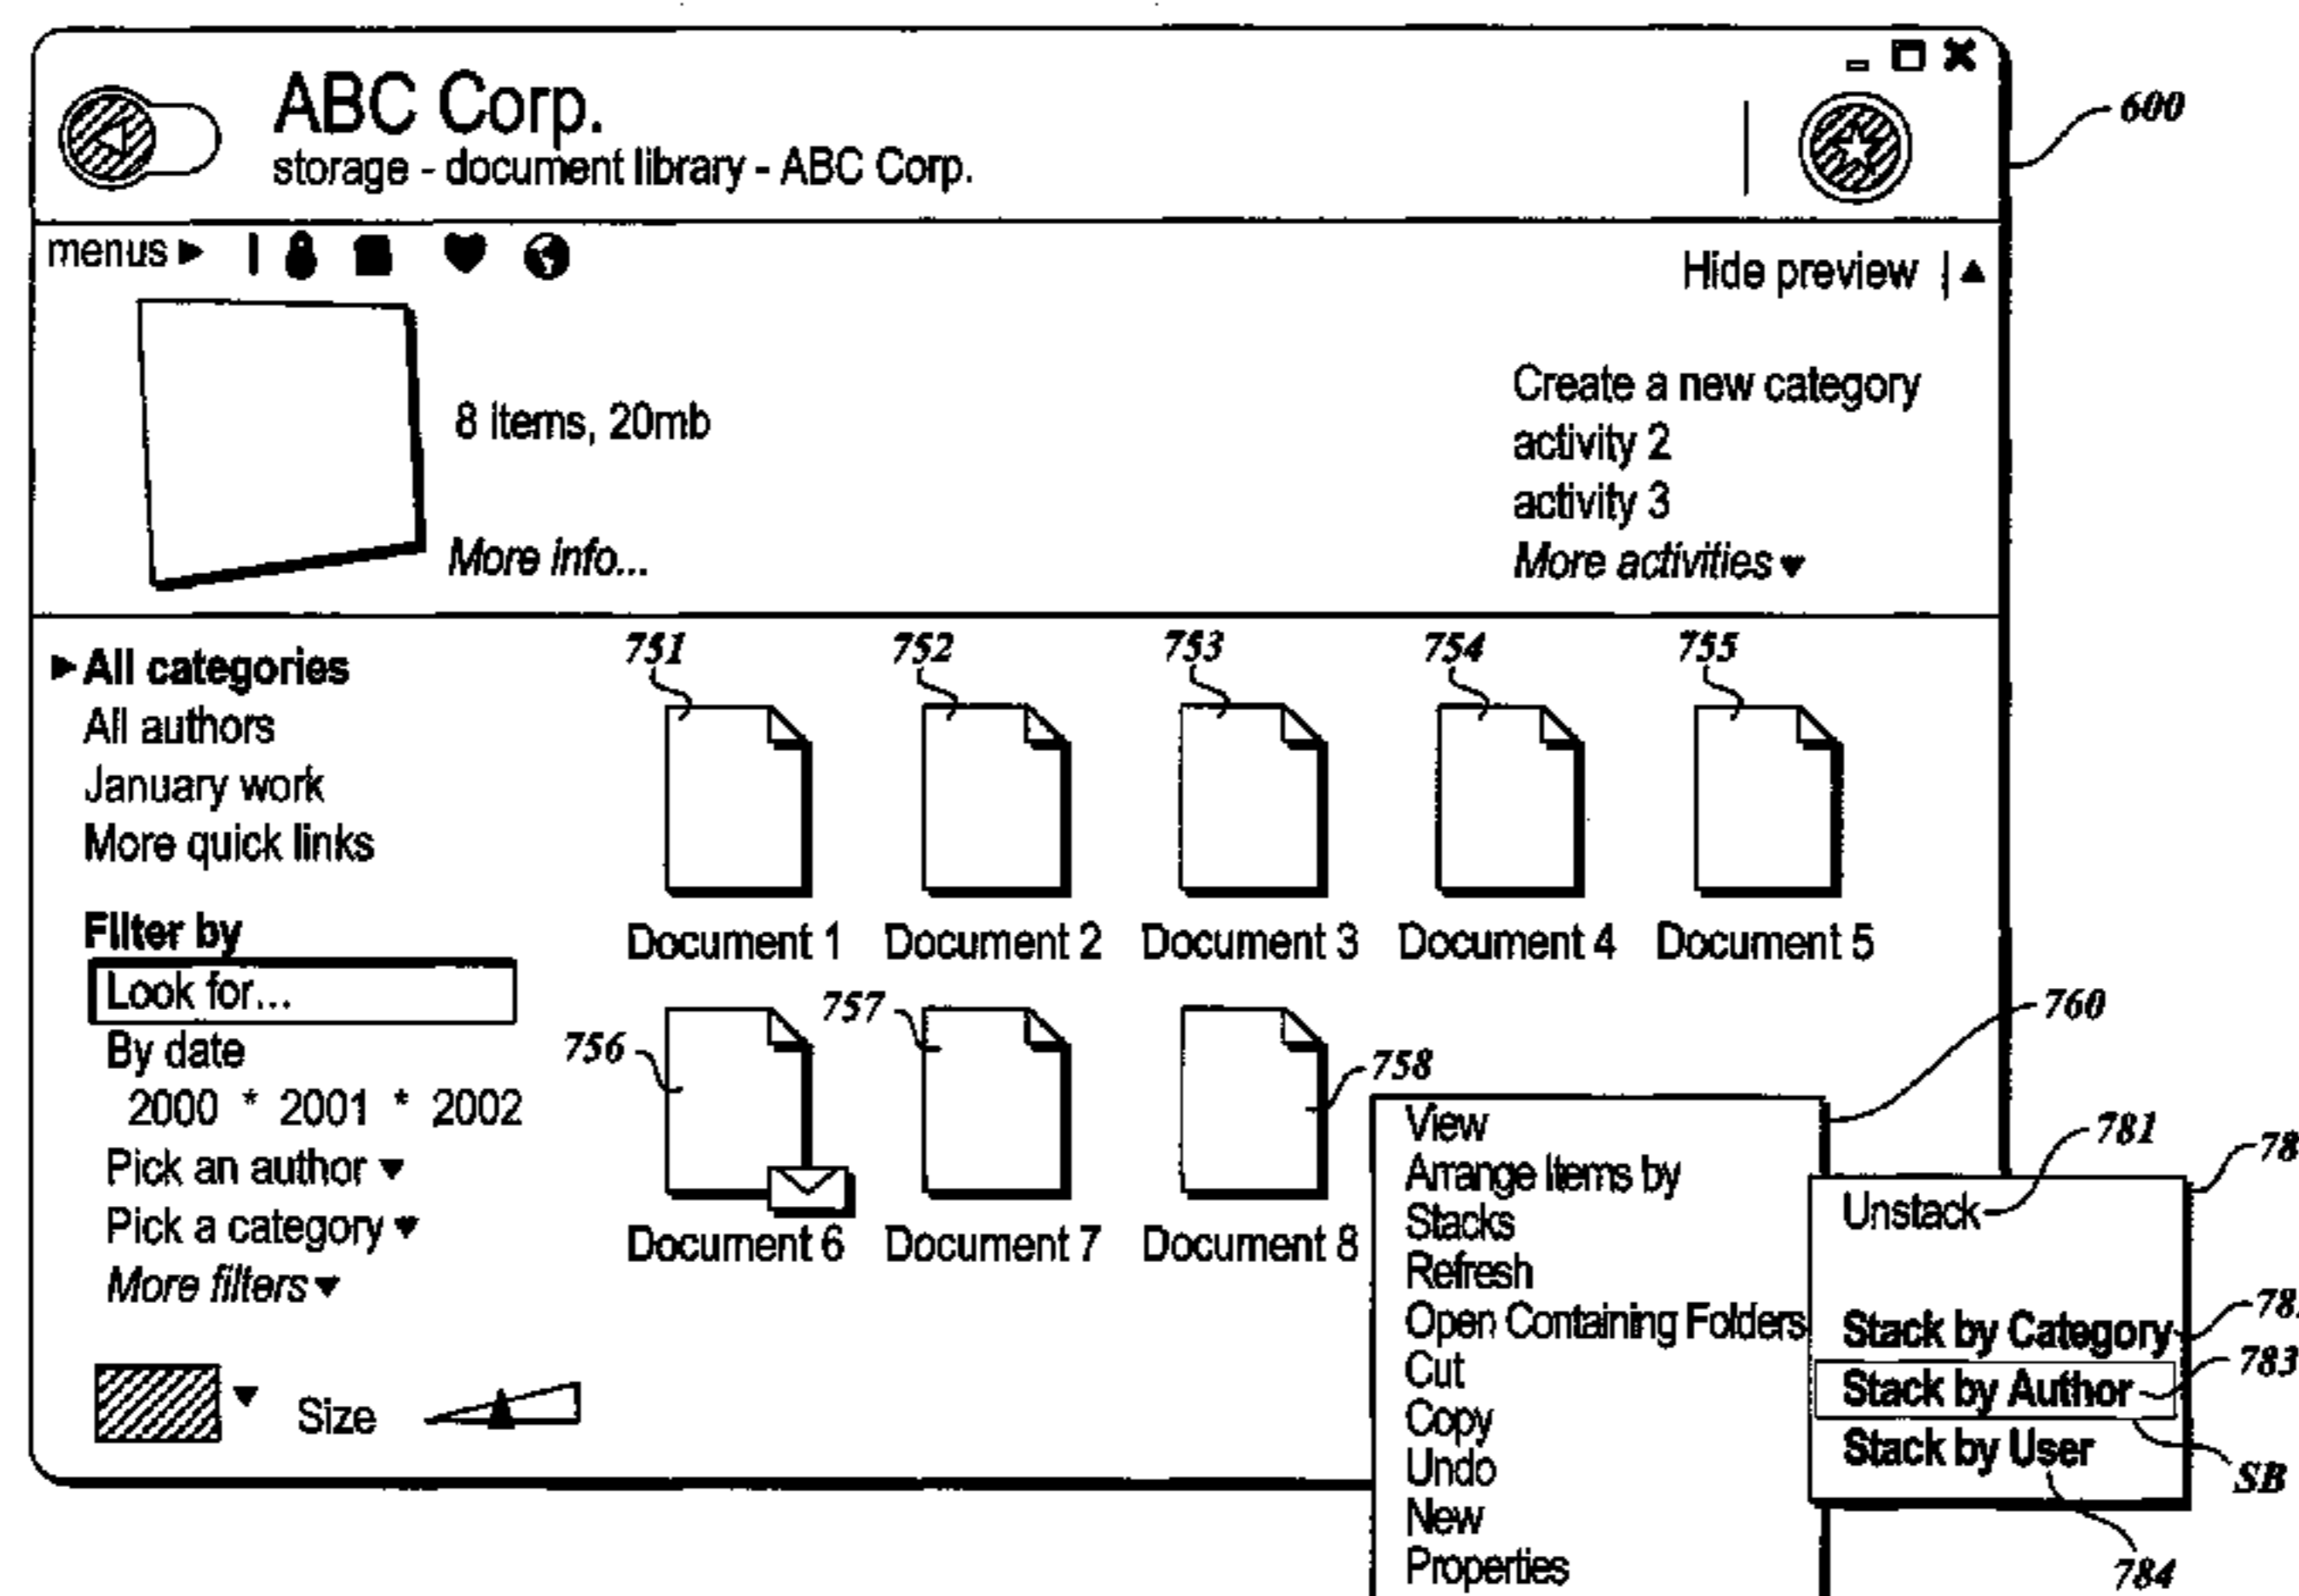 ABC Corp.
storage - document library - ABC Corp.
600
menus
Hide preview
8 items, 20mb
More info...
Create a new category
activity 2
activity 3
More activities
All categories
All authors
January work
More quick links
Filter by
Look for...
By date
2000 * 2001 * 2002
Pick an author
Pick a category
More filters
Size
751 752 753 754 755
Document 1 Document 2 Document 3 Document 4 Document 5
756 757 758
Document 6 Document 7 Document 8
760
View
Arrange Items by
Stacks
Refresh
Open Containing Folders
Cut
Copy
Undo
New
Properties
781
Unstack
Stack by Category
783
Stack by Author
Stack by User
SB
784